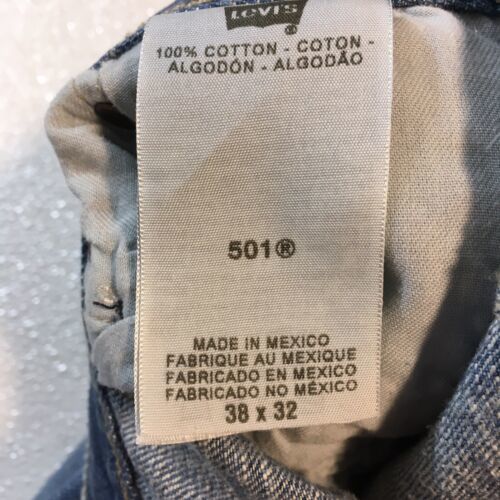 LEVI'S
®
100% COTTON - COTON -
ALGODÓN - ALGODÃO
501®
MADE IN MEXICO
FABRIQUE AU MEXIQUE
FABRICADO EN MEXICO
FABRICADO NO MÉXICO
38 x 32